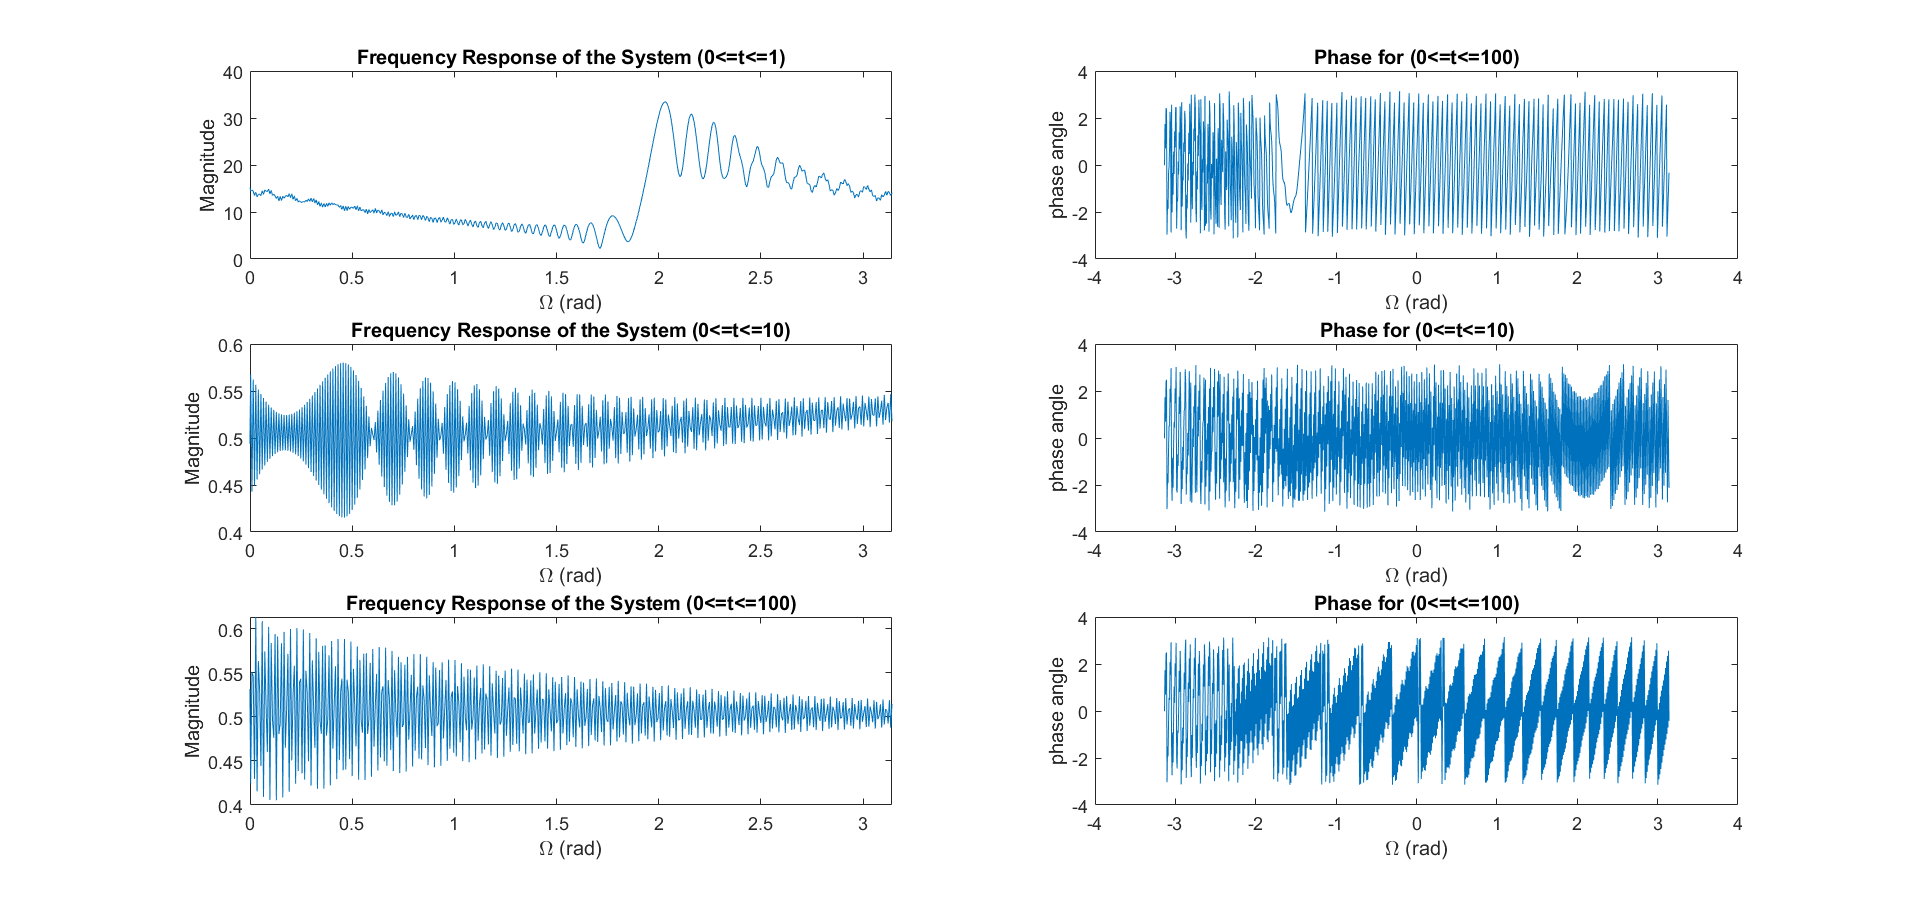 Frequency Response of the System (0<=t<=1)
40
30
20
10
0
Magnitude
0 0.5 1 1.5 2 2.5 3
Ω (rad)
Phase for (0<=t<=100)
4
2
0
-2
-4
phase angle
-4 -3 -2 -1 0 1 2 3 4
Ω (rad)
Frequency Response of the System (0<=t<=10)
0.6
0.55
0.5
0.45
0.4
Magnitude
0 0.5 1 1.5 2 2.5 3
Ω (rad)
Phase for (0<=t<=10)
4
2
0
-2
-4
phase angle
-4 -3 -2 -1 0 1 2 3 4
Ω (rad)
Frequency Response of the System (0<=t<=100)
0.6
0.55
0.5
0.45
0.4
Magnitude
0 0.5 1 1.5 2 2.5 3
Ω (rad)
Phase for (0<=t<=100)
4
2
0
-2
-4
phase angle
-4 -3 -2 -1 0 1 2 3 4
Ω (rad)